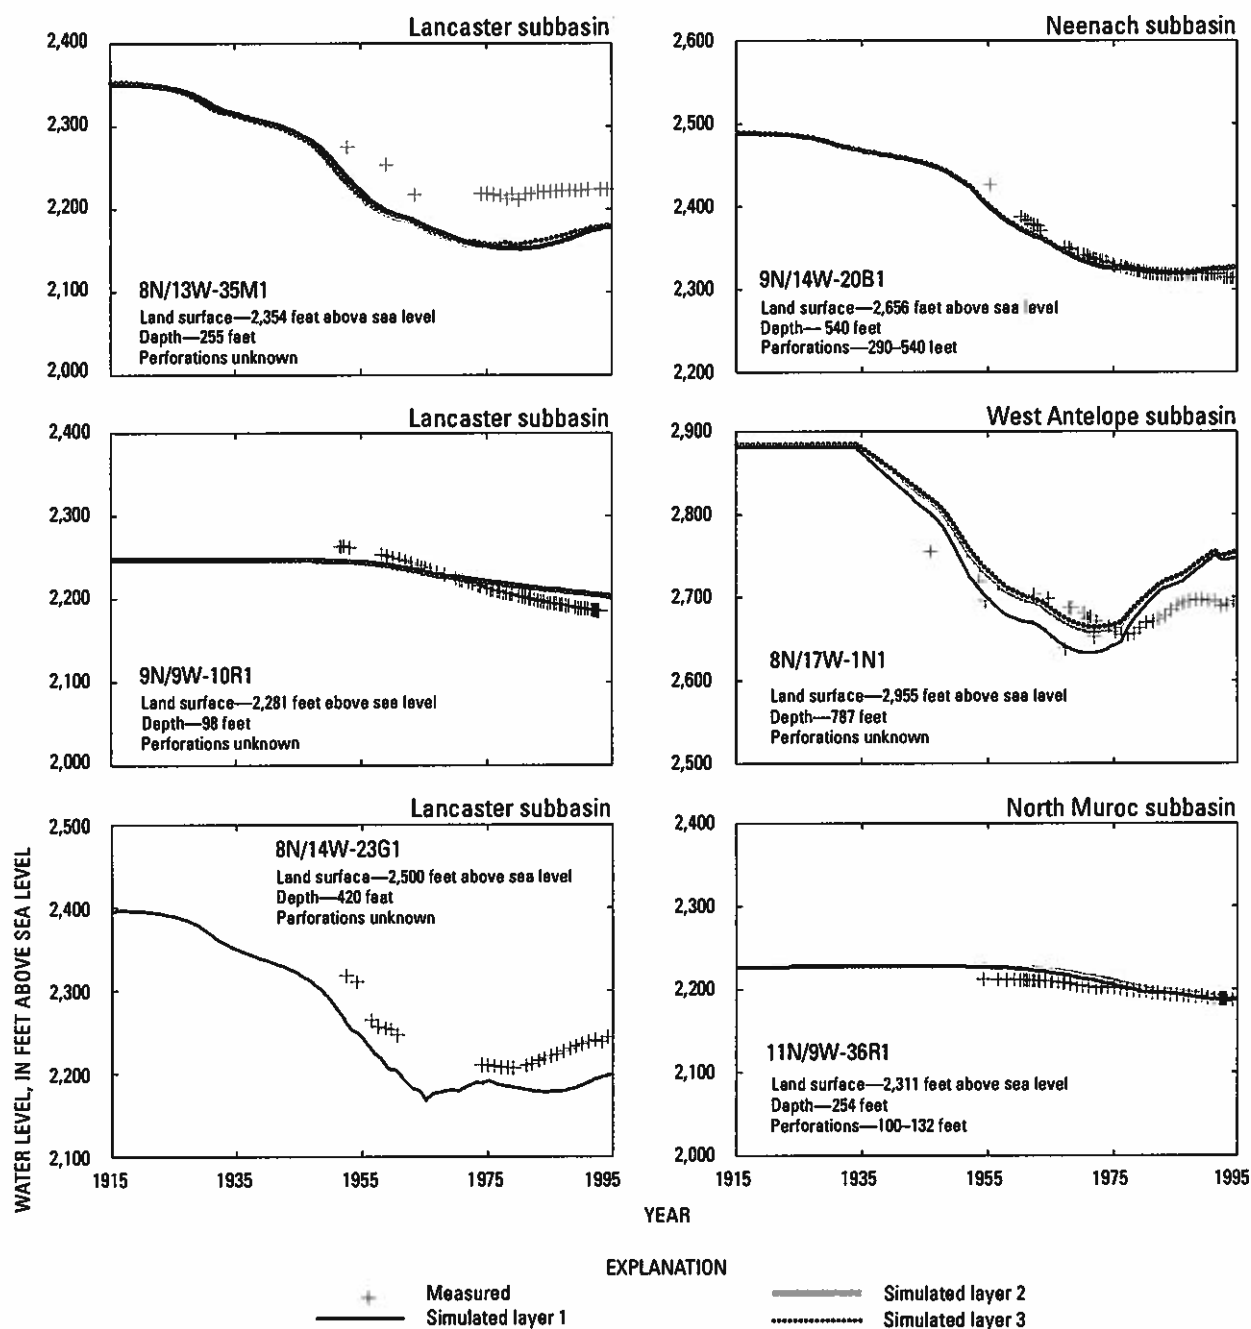 Lancaster subbasin
2,400
2,300
2,200
2,100
2,000
8N/13W-35M1
Land surface—2,354 feet above sea level
Depth—255 feet
Perforations unknown
Neenach subbasin
2,600
2,500
2,400
2,300
2,200
9N/14W-20B1
Land surface—2,656 feet above sea level
Depth—540 feet
Perforations—290–540 feet
Lancaster subbasin
2,400
2,300
2,200
2,100
2,000
9N/9W-10R1
Land surface—2,281 feet above sea level
Depth—98 feet
Perforations unknown
West Antelope subbasin
2,900
2,800
2,700
2,600
2,500
8N/17W-1N1
Land surface—2,955 feet above sea level
Depth—787 feet
Perforations unknown
Lancaster subbasin
2,500
2,400
2,300
2,200
2,100
8N/14W-23G1
Land surface—2,500 feet above sea level
Depth—420 feet
Perforations unknown
1915 1935 1955 1975 1995
North Muroc subbasin
2,400
2,300
2,200
2,100
2,000
11N/9W-36R1
Land surface—2,311 feet above sea level
Depth—254 feet
Perforations—100–132 feet
1915 1935 1955 1975 1995
WATER LEVEL, IN FEET ABOVE SEA LEVEL
YEAR
EXPLANATION
Measured
Simulated layer 1
Simulated layer 2
Simulated layer 3